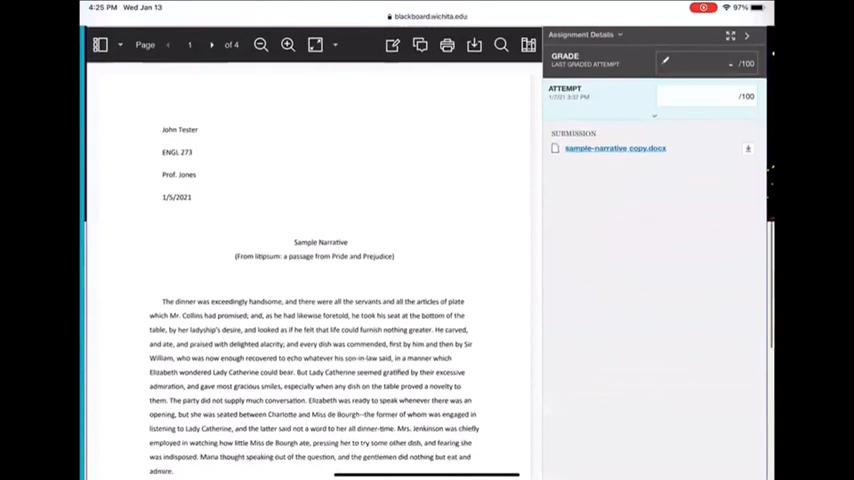 4:25 PM Wed Jan 13
97%
blackboard.wichita.edu
Page 1 of 4
Assignment Details
GRADE
LAST GRADED ATTEMPT
- /100
ATTEMPT
1/7/21 3:37 PM
/100
SUBMISSION
sample-narrative copy.docx
John Tester
ENGL 273
Prof. Jones
1/5/2021
Sample Narrative
(From litipsum: a passage from Pride and Prejudice)
The dinner was exceedingly handsome, and there were all the servants and all the articles of plate
which Mr. Collins had promised; and, as he had likewise foretold, he took his seat at the bottom of the
table, by her ladyship's desire, and looked as if he felt that life could furnish nothing greater. He carved,
and ate, and praised with delighted alacrity; and every dish was commended, first by him and then by Sir
William, who was now enough recovered to echo whatever his son-in-law said, in a manner which
Elizabeth wondered Lady Catherine could bear. But Lady Catherine seemed gratified by their excessive
admiration, and gave most gracious smiles, especially when any dish on the table proved a novelty to
them. The party did not supply much conversation. Elizabeth was ready to speak whenever there was an
opening, but she was seated between Charlotte and Miss de Bourgh--the former of whom was engaged in
listening to Lady Catherine, and the latter said not a word to her all dinner-time. Mrs. Jenkinson was chiefly
employed in watching how little Miss de Bourgh ate, pressing her to try some other dish, and fearing she
was indisposed. Maria thought speaking out of the question, and the gentlemen did nothing but eat and
admire.